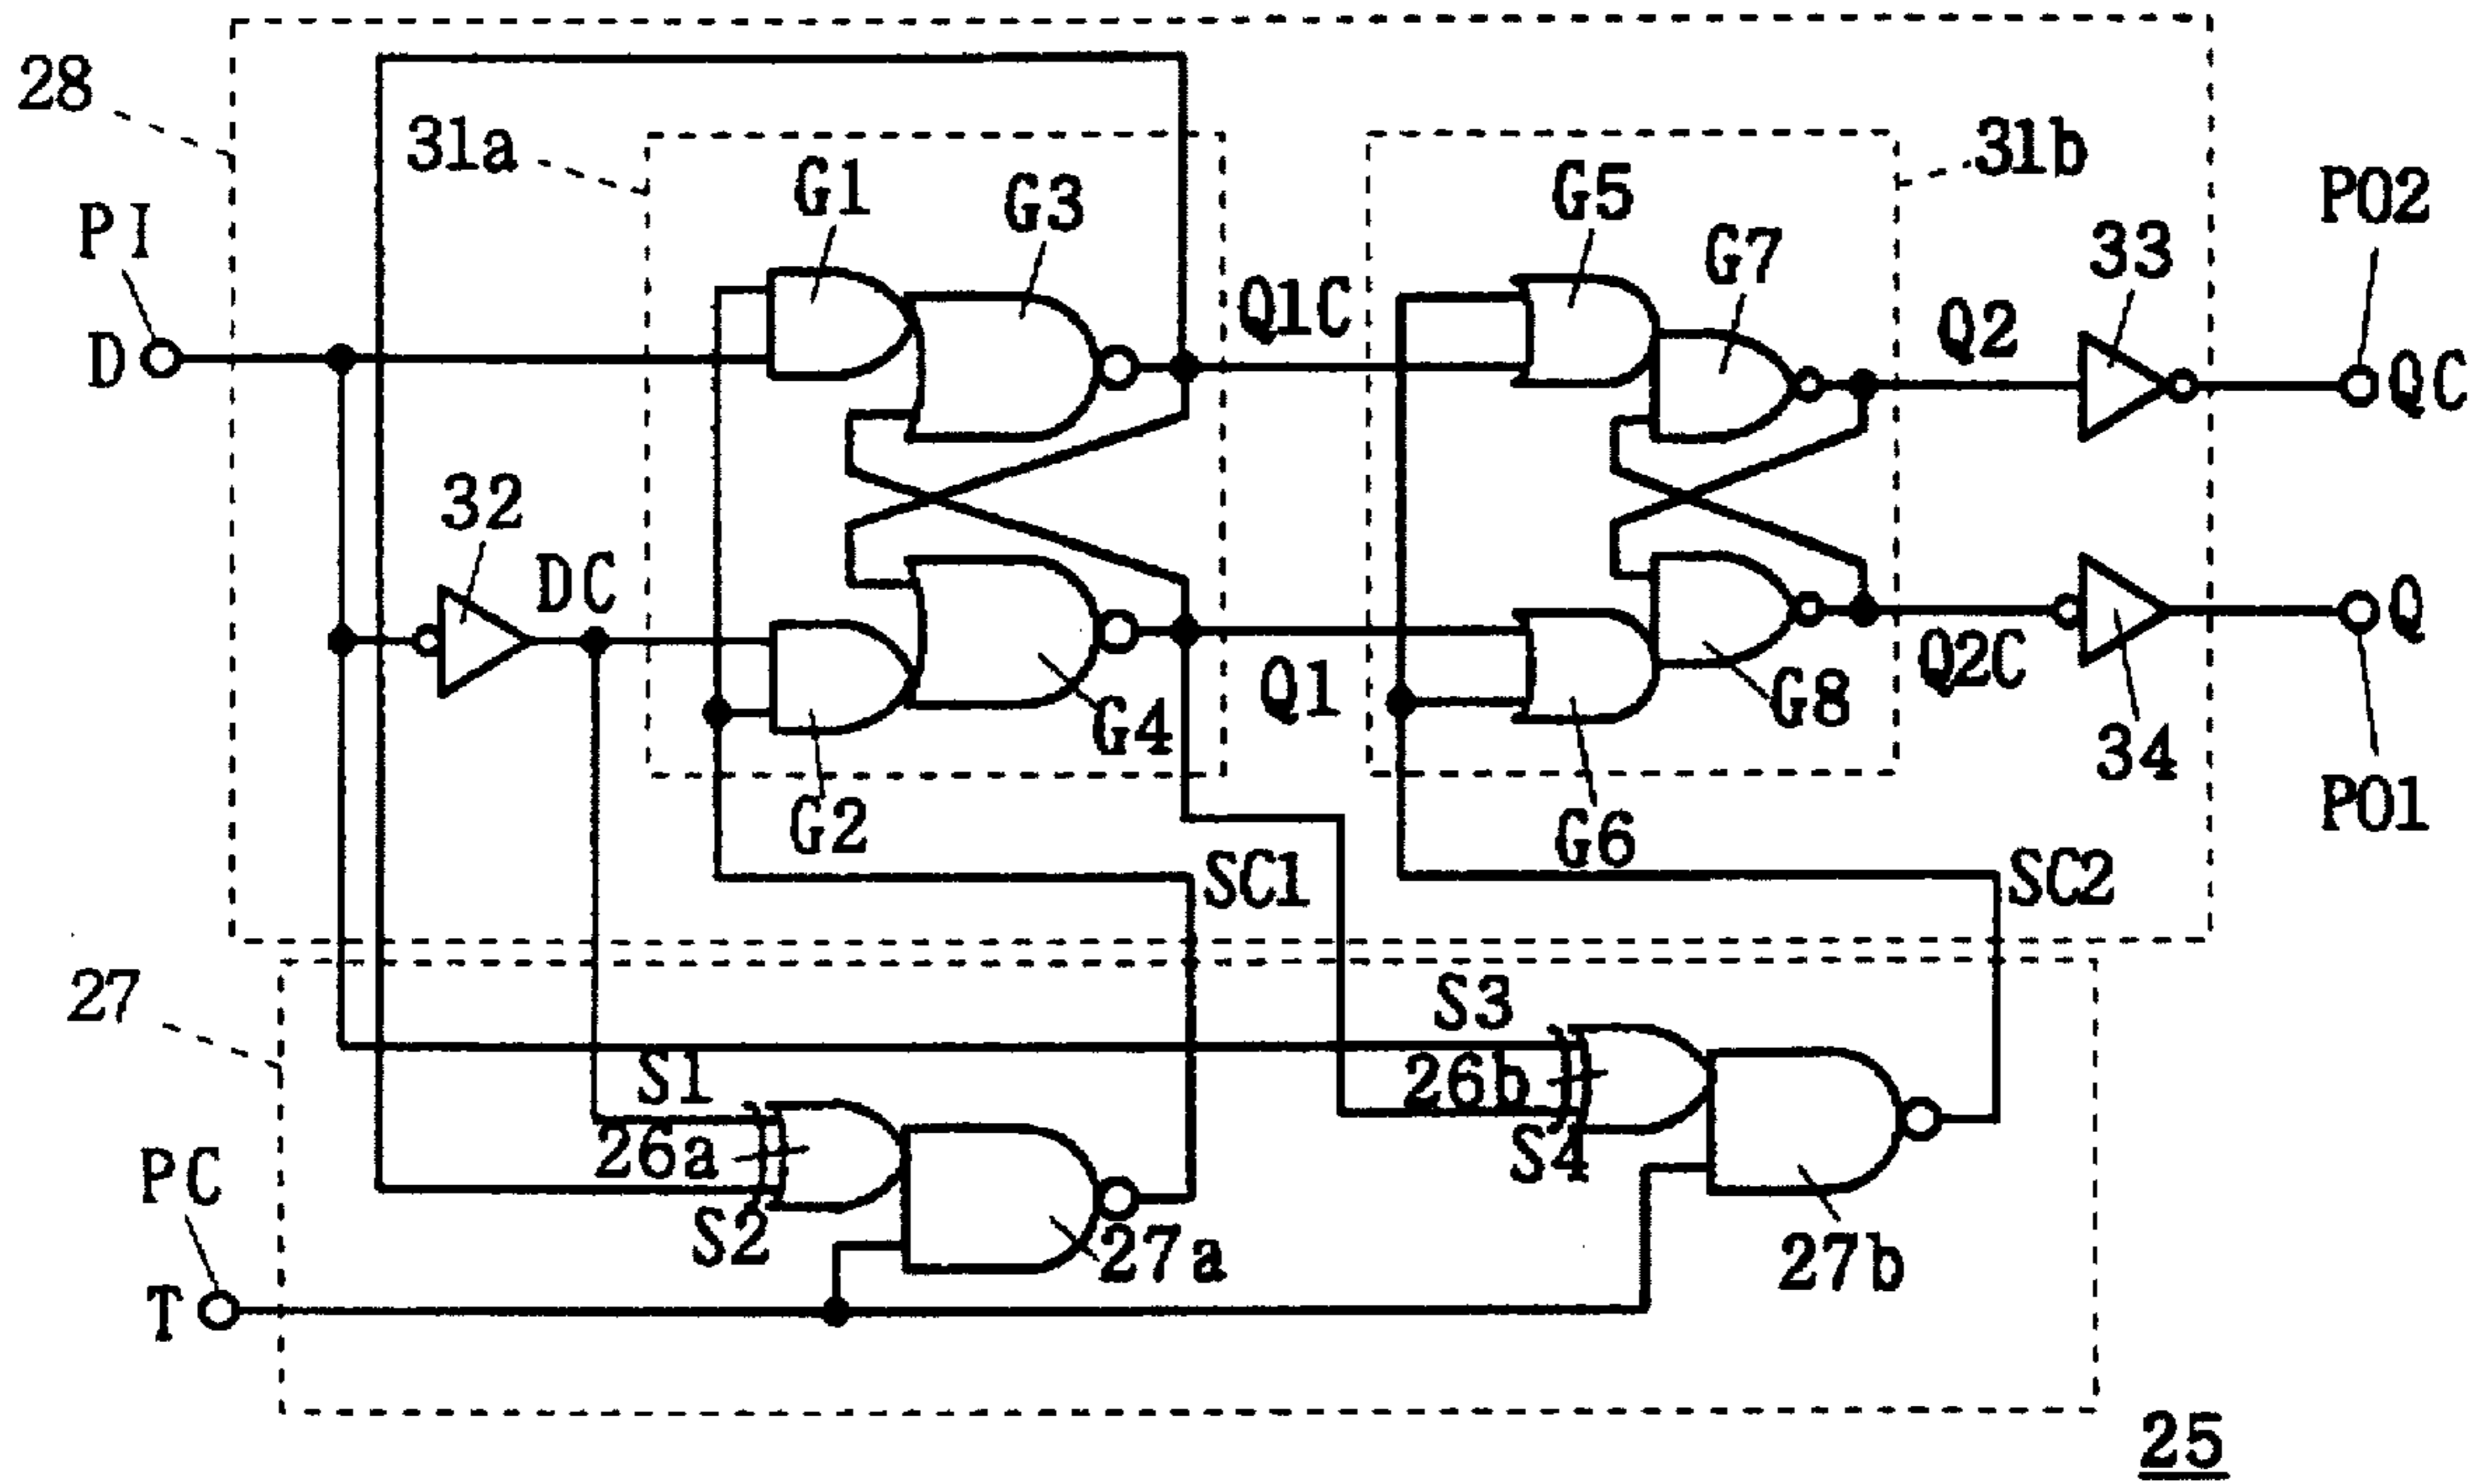 28
31a
G1
G3
G5
31b
PO2
PI
G7
33
Q1C
Q2
D
QC
32
DC
Q
Q1
Q2C
G4
G8
34
G2
G6
PO1
SC1
SC2
27
S3
S1
26b
26a
S4
PC
S2
27a
27b
T
25